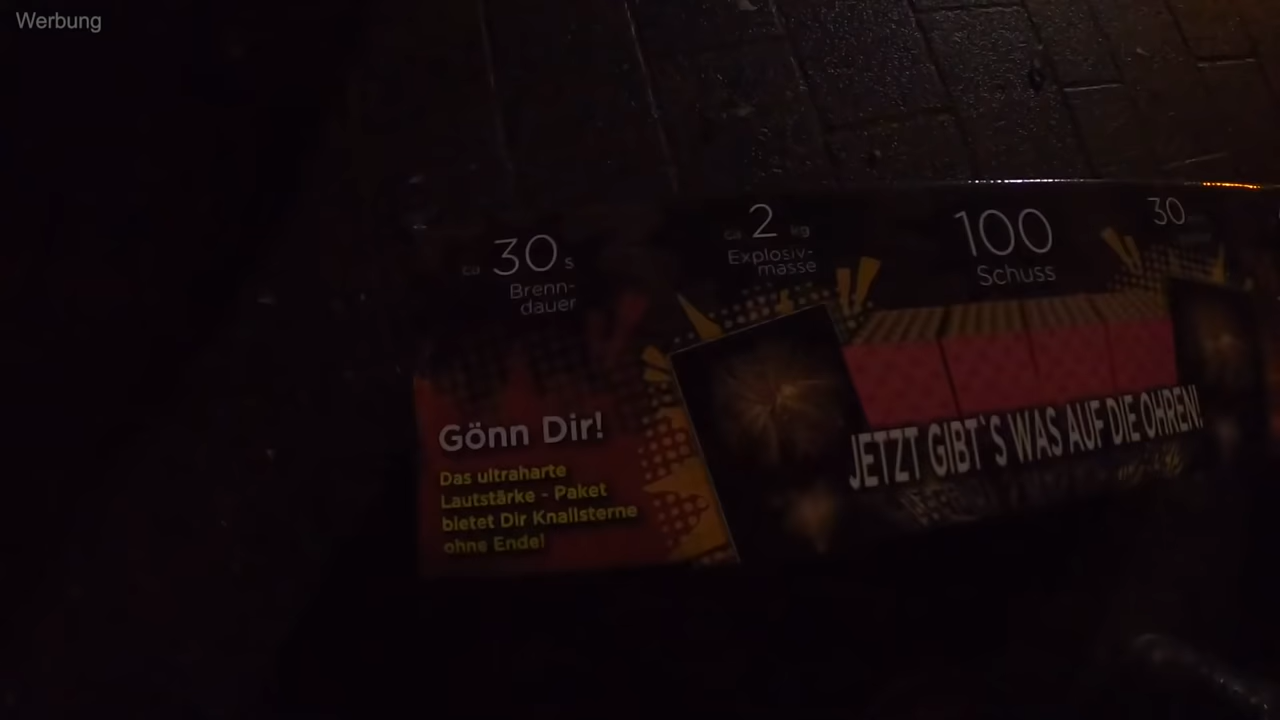 Werbung
ca 30 s
Brenn-
dauer
ca 2 kg
Explosiv-
masse
100
Schuss
30
Gönn Dir!
Das ultraharte
Lautstärke - Paket
bietet Dir Knallsterne
ohne Ende!
JETZT GIBT`S WAS AUF DIE OHREN!